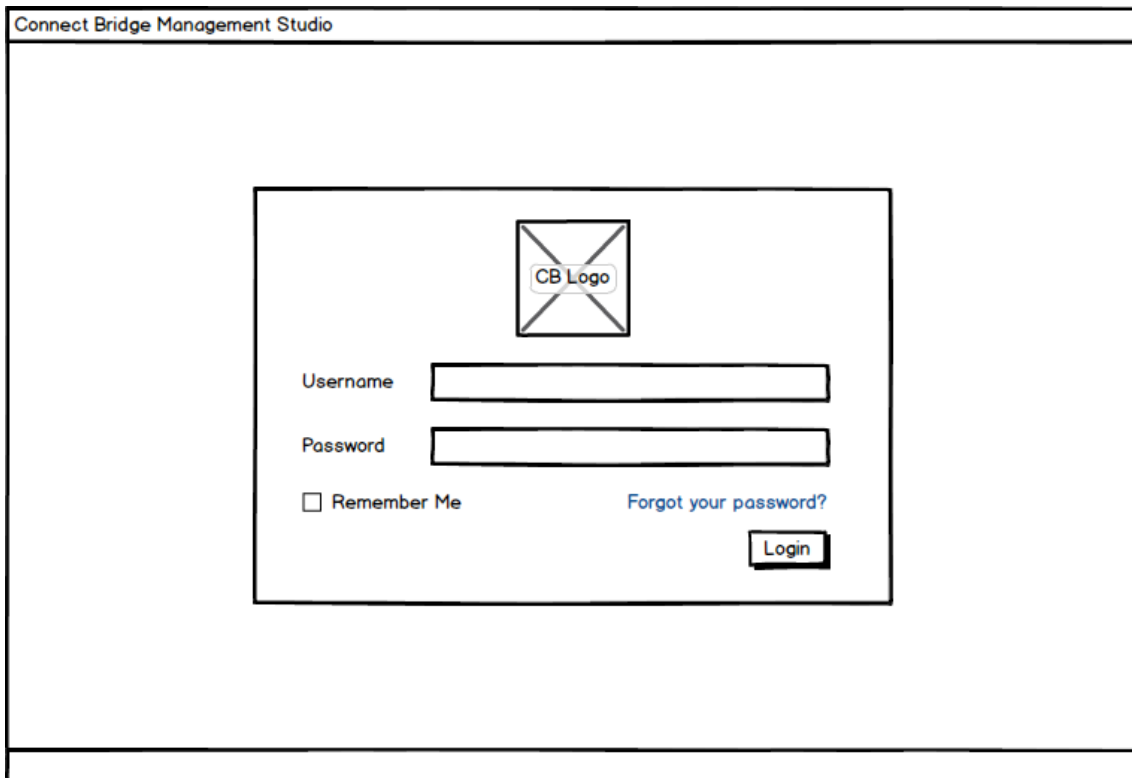 Connect Bridge Management Studio
CB Logo
Username
Password
Remember Me Forgot your password?
Login